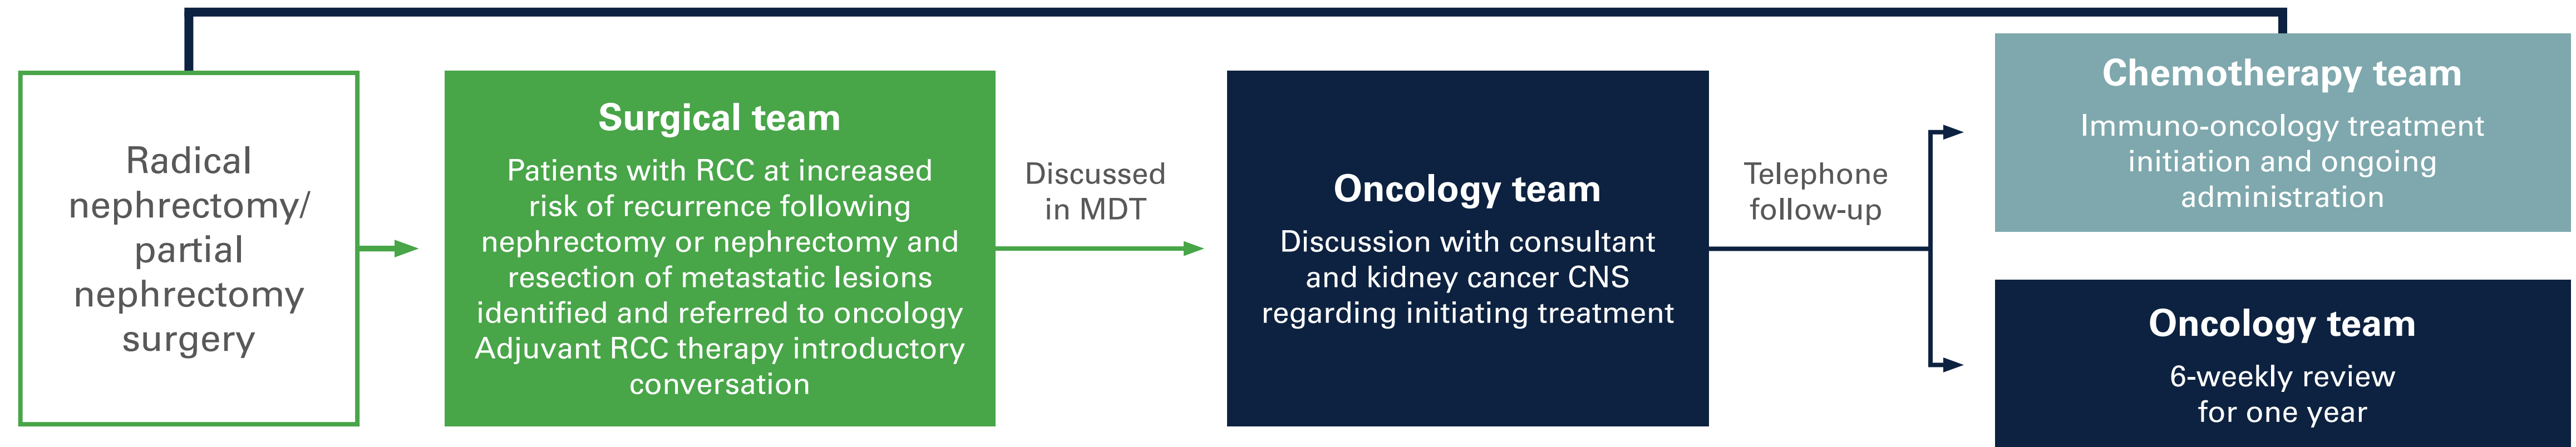 Radical
nephrectomy/
partial
nephrectomy
surgery
Surgical team
Patients with RCC at increased
risk of recurrence following
nephrectomy or nephrectomy and
resection of metastatic lesions
identified and referred to oncology
Adjuvant RCC therapy introductory
conversation
Discussed
in MDT
Oncology team
Discussion with consultant
and kidney cancer CNS
regarding initiating treatment
Telephone
follow-up
Chemotherapy team
Immuno-oncology treatment
initiation and ongoing
administration
Oncology team
6-weekly review
for one year